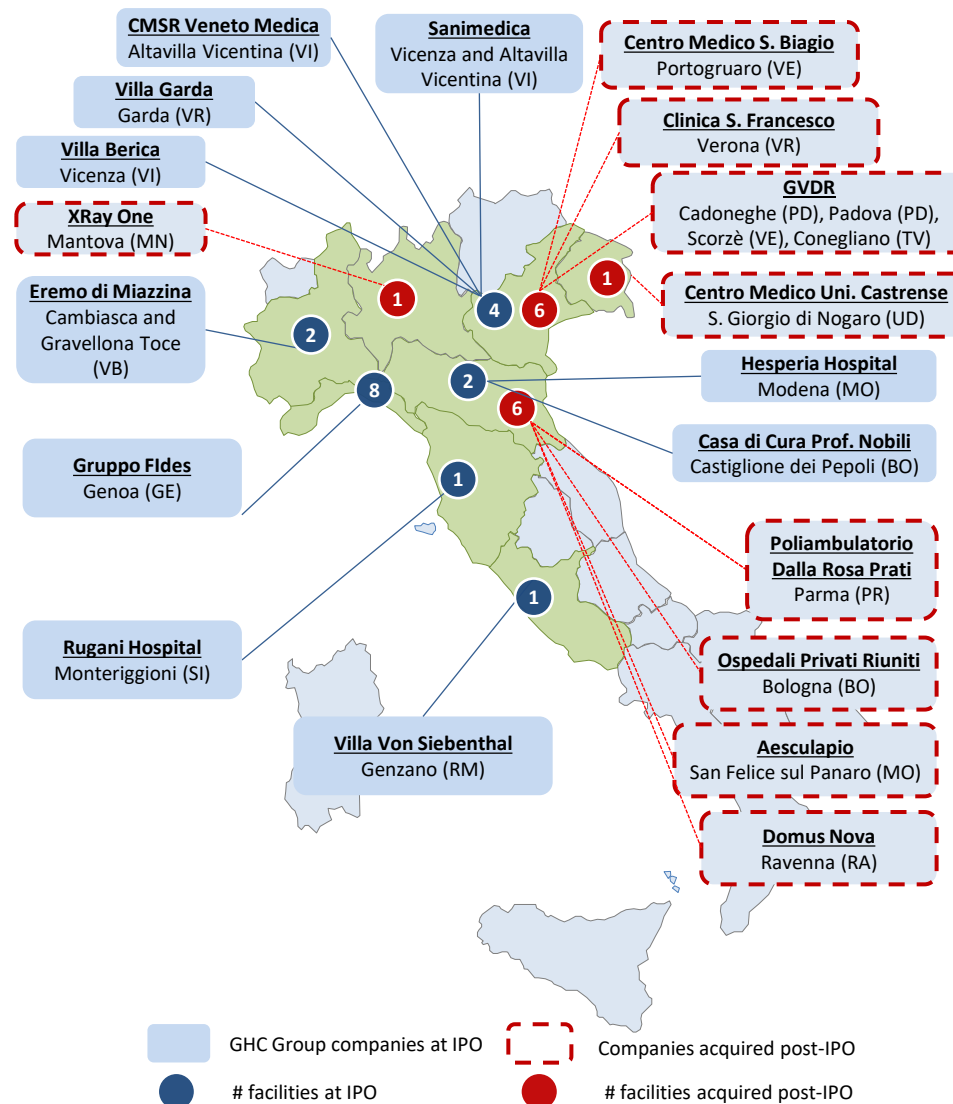 CMSR Veneto Medica
Altavilla Vicentina (VI)
Sanimedica
Vicenza and Altavilla
Vicentina (VI)
Centro Medico S. Biagio
Portogruaro (VE)
Villa Garda
Garda (VR)
Clinica S. Francesco
Verona (VR)
Villa Berica
Vicenza (VI)
GVDR
Cadoneghe (PD), Padova (PD),
Scorzè (VE), Conegliano (TV)
XRay One
Mantova (MN)
Eremo di Miazzina
Cambiasca and
Gravellona Toce
(VB)
Centro Medico Uni. Castrense
S. Giorgio di Nogaro (UD)
1
1
4
6
2
2
8
6
1
1
Hesperia Hospital
Modena (MO)
Casa di Cura Prof. Nobili
Castiglione dei Pepoli (BO)
Gruppo FIdes
Genoa (GE)
Poliambulatorio
Dalla Rosa Prati
Parma (PR)
Rugani Hospital
Monteriggioni (SI)
Ospedali Privati Riuniti
Bologna (BO)
Villa Von Siebenthal
Genzano (RM)
Aesculapio
San Felice sul Panaro (MO)
Domus Nova
Ravenna (RA)
GHC Group companies at IPO
Companies acquired post-IPO
# facilities at IPO
# facilities acquired post-IPO